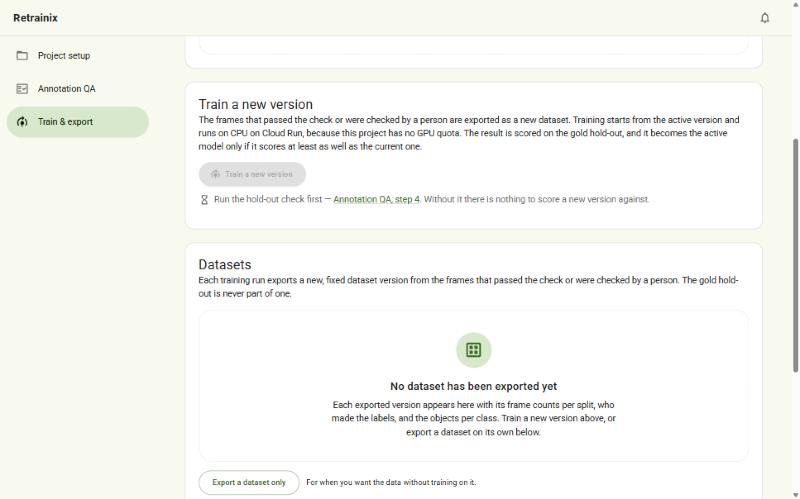 Retrainix
Project setup
Annotation QA
Train & export
Train a new version
The frames that passed the check or were checked by a person are exported as a new dataset. Training starts from the active version and
runs on CPU on Cloud Run, because this project has no GPU quota. The result is scored on the gold hold-out, and it becomes the active
model only if it scores at least as well as the current one.
Train a new version
Run the hold-out check first — Annotation QA, step 4. Without it there is nothing to score a new version against.
Datasets
Each training run exports a new, fixed dataset version from the frames that passed the check or were checked by a person. The gold hold-
out is never part of one.
No dataset has been exported yet
Each exported version appears here with its frame counts per split, who
made the labels, and the objects per class. Train a new version above, or
export a dataset on its own below.
Export a dataset only
For when you want the data without training on it.